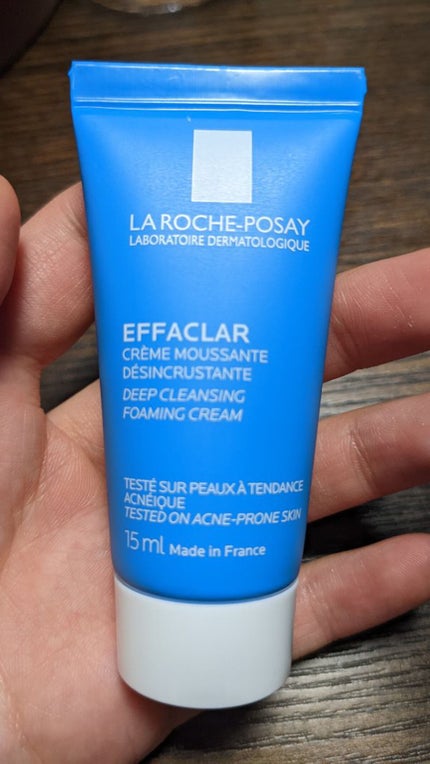 LA ROCHE-POSAY
LABORATOIRE DERMATOLOGIQUE
EFFACLAR
CRÈME MOUSSANTE
DÉSINCRUSTANTE
DEEP CLEANSING
FOAMING CREAM
TESTÉ SUR PEAUX À TENDANCE
ACNÉIQUE
TESTED ON ACNE-PRONE SKIN
15 ml Made in France